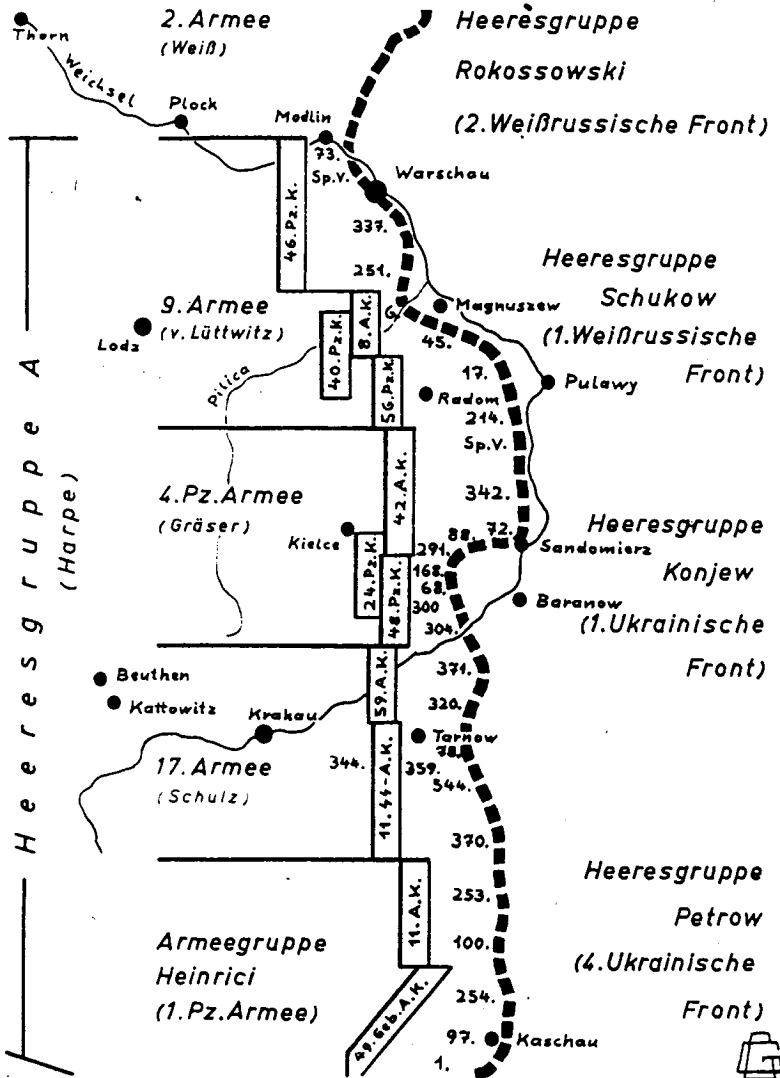 2. Armee
(Weiß)
Thorn
Weichsel
Plock
Modlin
Heeresgruppe
Rokossowski
(2.Weißrussische Front)
73.
Sp.V.
Warschau
46.Pz.K.
337.
251.
Heeresgruppe
Schukow
(1.Weißrussische
Front)
9.Armee
(v. Lüttwitz)
Lodz
Pilica
40.Pz.K.
8.A.K.
G.
Magnuszew
45.
17.
Pulawy
56.Pz.K.
Radom
214.
Sp.V.
Heeresgruppe A
(Harpe)
4.Pz.Armee
(Gräser)
42.A.K.
342.
72.
88.
Kielce
291.
Sandomierz
24.Pz.K.
48.Pz.K.
168.
68.
300
304.
Baranow
Heeresgruppe
Konjew
(1.Ukrainische
Front)
59.A.K.
371.
320.
Beuthen
Kattowitz
Krakau
Tarnow
78.
17.Armee
(Schulz)
344.
11.SS-A.K.
359.
544.
370.
253.
11.A.K.
100.
Heeresgruppe
Petrow
(4.Ukrainische
Front)
Armeegruppe
Heinrici
(1.Pz.Armee)
49.Geb.A.K.
254.
97.
Kaschau
1.